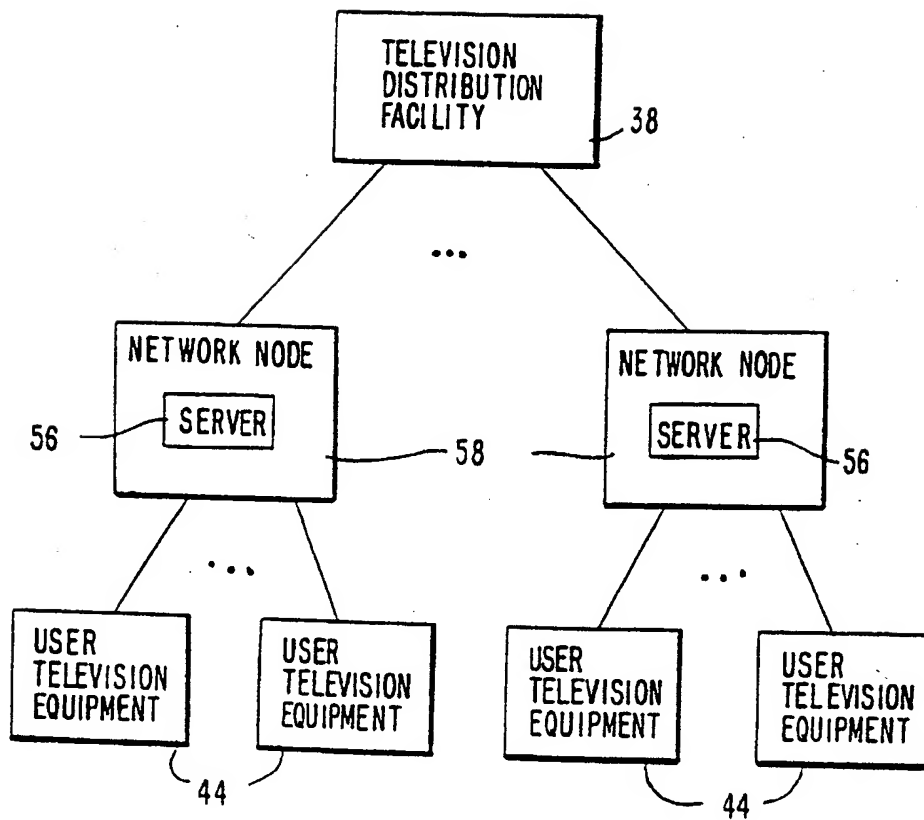 TELEVISION
DISTRIBUTION
FACILITY
38
...
NETWORK NODE
SERVER
56
58
NETWORK NODE
SERVER
56
...
...
USER
TELEVISION
EQUIPMENT
USER
TELEVISION
EQUIPMENT
44
USER
TELEVISION
EQUIPMENT
USER
TELEVISION
EQUIPMENT
44